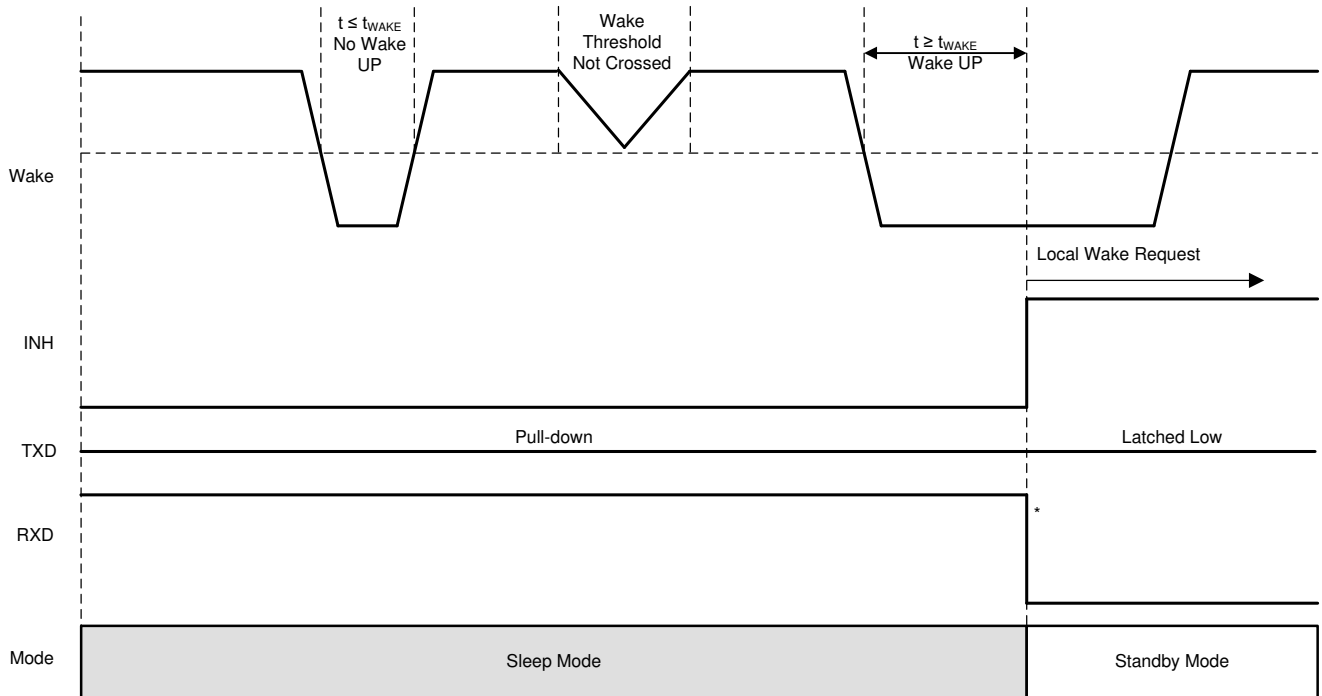 t ≤ tWAKE
No Wake
UP
Wake
Threshold
Not Crossed
t ≥ tWAKE
Wake UP
Wake
Local Wake Request
INH
Pull-down
Latched Low
TXD
*
RXD
Mode
Sleep Mode
Standby Mode